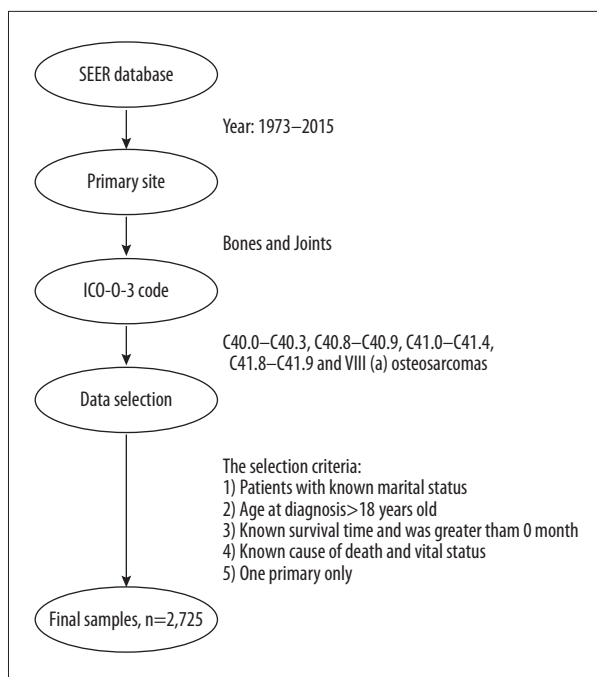 SEER database
Year: 1973–2015
Primary site
Bones and Joints
ICO-O-3 code
C40.0–C40.3, C40.8–C40.9, C41.0–C41.4,
C41.8–C41.9 and VIII (a) osteosarcomas
Data selection
The selection criteria:
1) Patients with known marital status
2) Age at diagnosis>18 years old
3) Known survival time and was greater than 0 month
4) Known cause of death and vital status
5) One primary only
Final samples, n=2,725